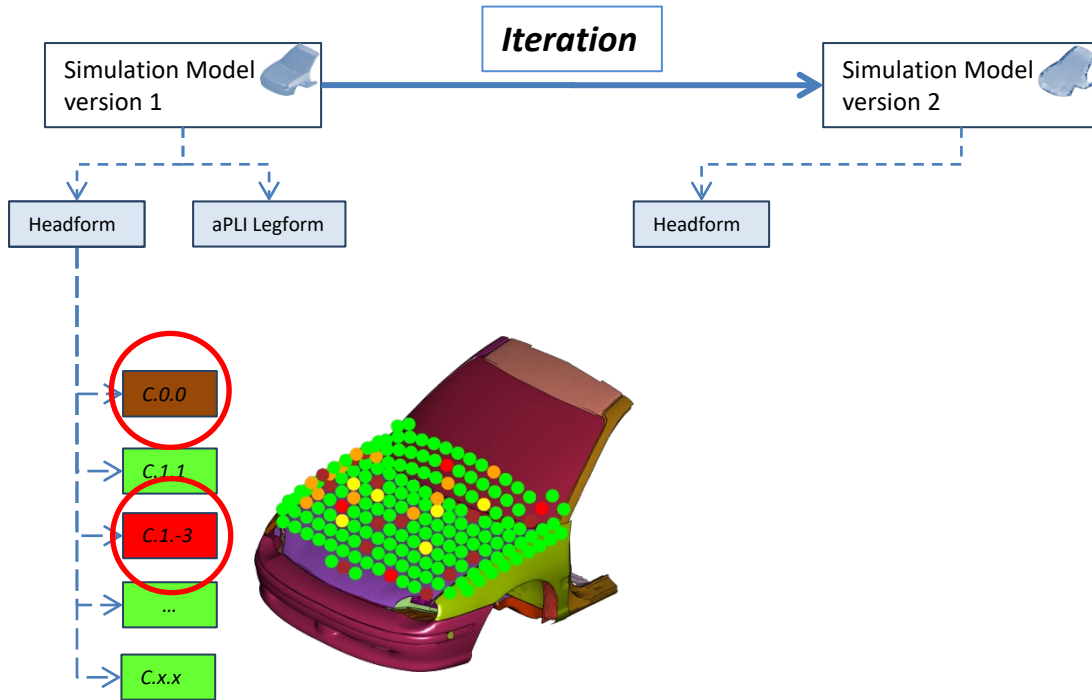 Iteration
Simulation Model
version 1
Simulation Model
version 2
Headform
aPLI Legform
Headform
C.0.0
C.1.1
C.1.-3
...
C.x.x